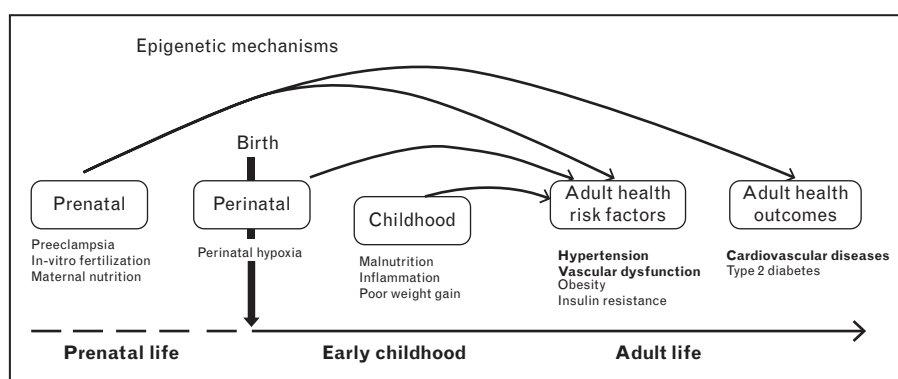 Epigenetic mechanisms
Birth
Prenatal
Preeclampsia
In-vitro fertilization
Maternal nutrition
Perinatal
Perinatal hypoxia
Childhood
Malnutrition
Inflammation
Poor weight gain
Adult health
risk factors
Hypertension
Vascular dysfunction
Obesity
Insulin resistance
Adult health
outcomes
Cardiovascular diseases
Type 2 diabetes
Prenatal life
Early childhood
Adult life